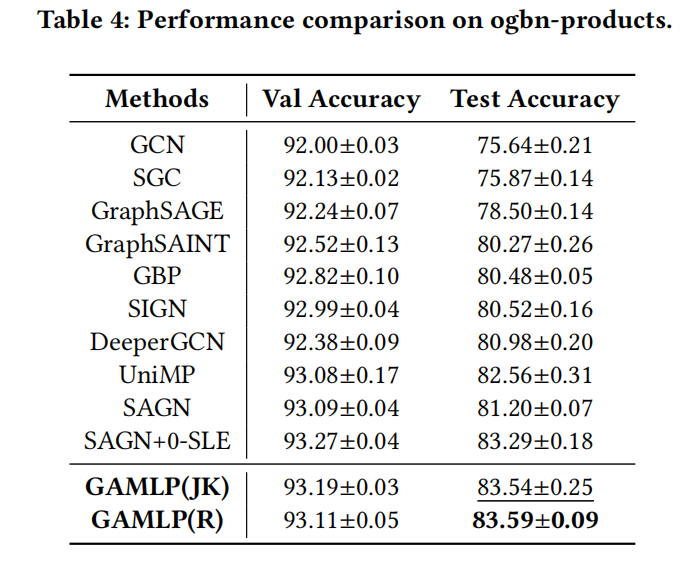 Table 4: Performance comparison on ogbn-products.
Methods Val Accuracy Test Accuracy
GCN 92.00±0.03 75.64±0.21
SGC 92.13±0.02 75.87±0.14
GraphSAGE 92.24±0.07 78.50±0.14
GraphSAINT 92.52±0.13 80.27±0.26
GBP 92.82±0.10 80.48±0.05
SIGN 92.99±0.04 80.52±0.16
DeeperGCN 92.38±0.09 80.98±0.20
UniMP 93.08±0.17 82.56±0.31
SAGN 93.09±0.04 81.20±0.07
SAGN+0-SLE 93.27±0.04 83.29±0.18
GAMLP(JK) 93.19±0.03 83.54±0.25
GAMLP(R) 93.11±0.05 83.59±0.09